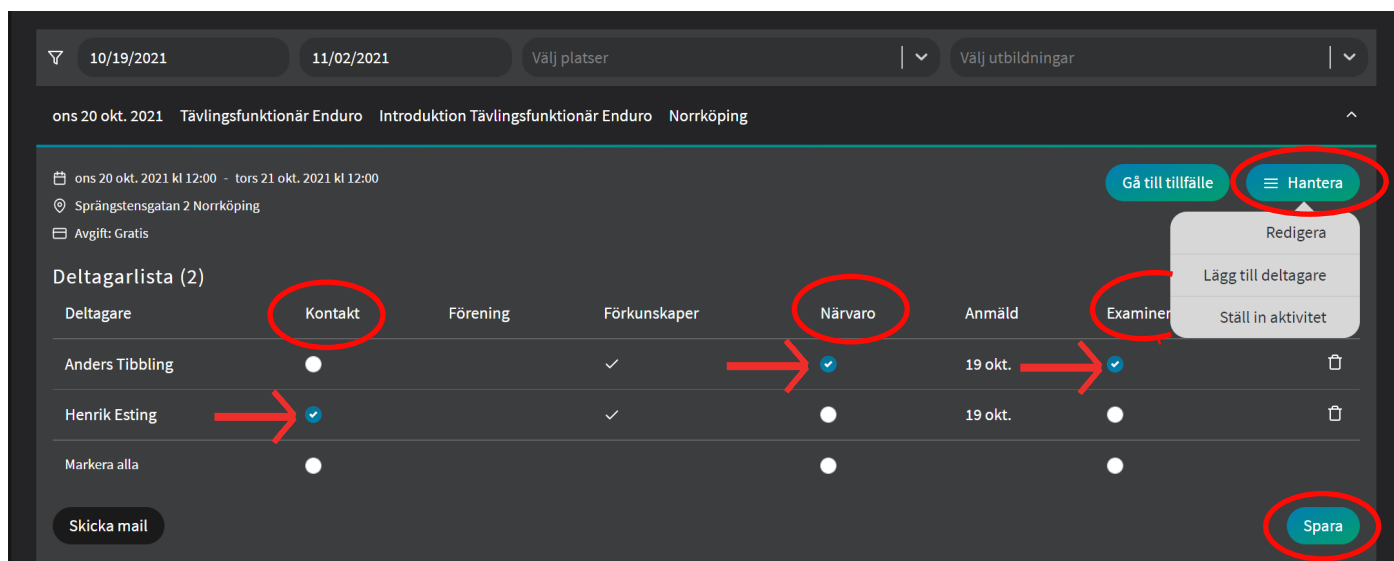 10/19/2021 11/02/2021 Välj platser Välj utbildningar
ons 20 okt. 2021 Tävlingsfunktionär Enduro Introduktion Tävlingsfunktionär Enduro Norrköping
ons 20 okt. 2021 kl 12:00 - tors 21 okt. 2021 kl 12:00
Gå till tillfälle Hantera
Sprängstensgatan 2 Norrköping
Avgift: Gratis
Redigera
Lägg till deltagare
Ställ in aktivitet
Deltagarlista (2)
Deltagare Kontakt Förening Förkunskaper Närvaro Anmäld Examiner
Anders Tibbling 19 okt.
Henrik Esting 19 okt.
Markera alla
Skicka mail Spara